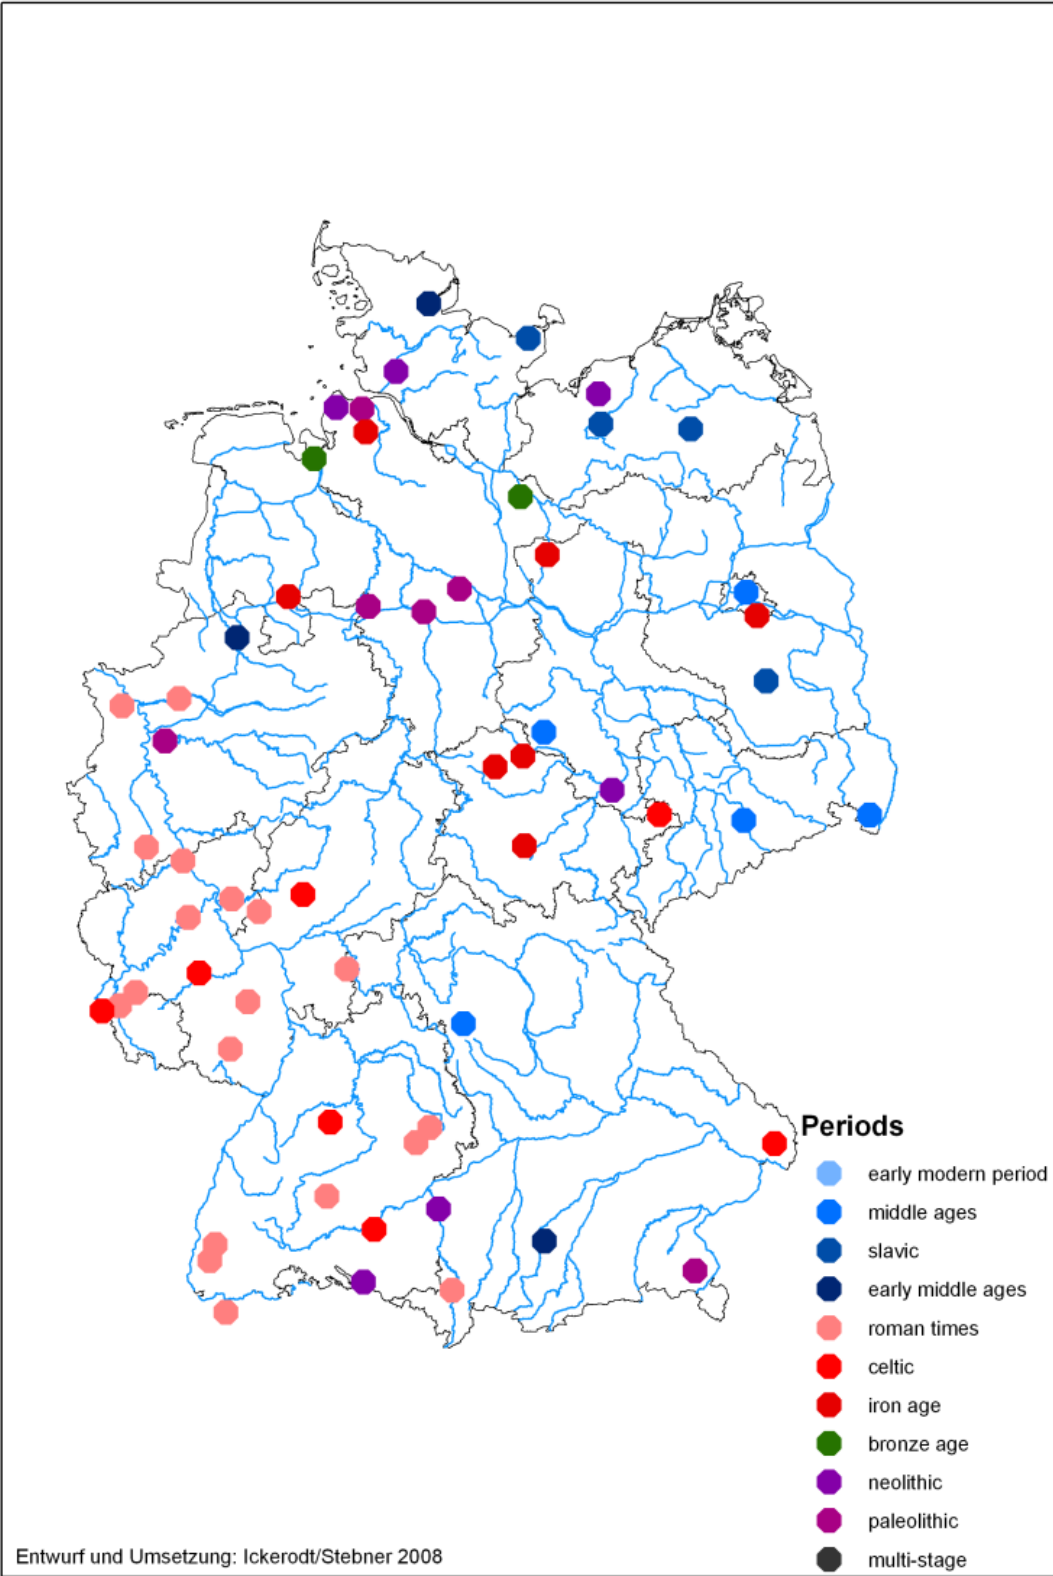 Periods
early modern period
middle ages
slavic
early middle ages
roman times
celtic
iron age
bronze age
neolithic
paleolithic
multi-stage
Entwurf und Umsetzung: Ickerodt/Stebner 2008